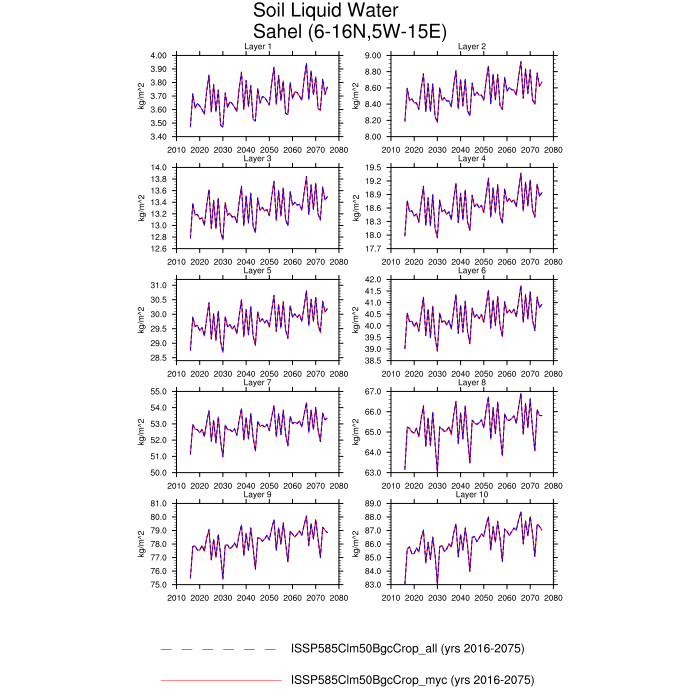 Soil Liquid Water
Sahel (6-16N,5W-15E)
Layer 1
Layer 2
4.00
3.90
3.80
3.70
3.60
3.50
3.40
kg/m^2
2010 2020 2030 2040 2050 2060 2070 2080
9.00
8.80
8.60
8.40
8.20
8.00
kg/m^2
2010 2020 2030 2040 2050 2060 2070 2080
Layer 3
Layer 4
14.0
13.8
13.6
13.4
13.2
13.0
12.8
12.6
kg/m^2
2010 2020 2030 2040 2050 2060 2070 2080
19.5
19.2
18.9
18.6
18.3
18.0
17.7
kg/m^2
2010 2020 2030 2040 2050 2060 2070 2080
Layer 5
Layer 6
31.0
30.5
30.0
29.5
29.0
28.5
kg/m^2
2010 2020 2030 2040 2050 2060 2070 2080
42.0
41.5
41.0
40.5
40.0
39.5
39.0
38.5
kg/m^2
2010 2020 2030 2040 2050 2060 2070 2080
Layer 7
Layer 8
55.0
54.0
53.0
52.0
51.0
50.0
kg/m^2
2010 2020 2030 2040 2050 2060 2070 2080
67.0
66.0
65.0
64.0
63.0
kg/m^2
2010 2020 2030 2040 2050 2060 2070 2080
Layer 9
Layer 10
81.0
80.0
79.0
78.0
77.0
76.0
75.0
kg/m^2
2010 2020 2030 2040 2050 2060 2070 2080
89.0
88.0
87.0
86.0
85.0
84.0
83.0
kg/m^2
2010 2020 2030 2040 2050 2060 2070 2080
ISSP585Clm50BgcCrop_all (yrs 2016-2075)
ISSP585Clm50BgcCrop_myc (yrs 2016-2075)